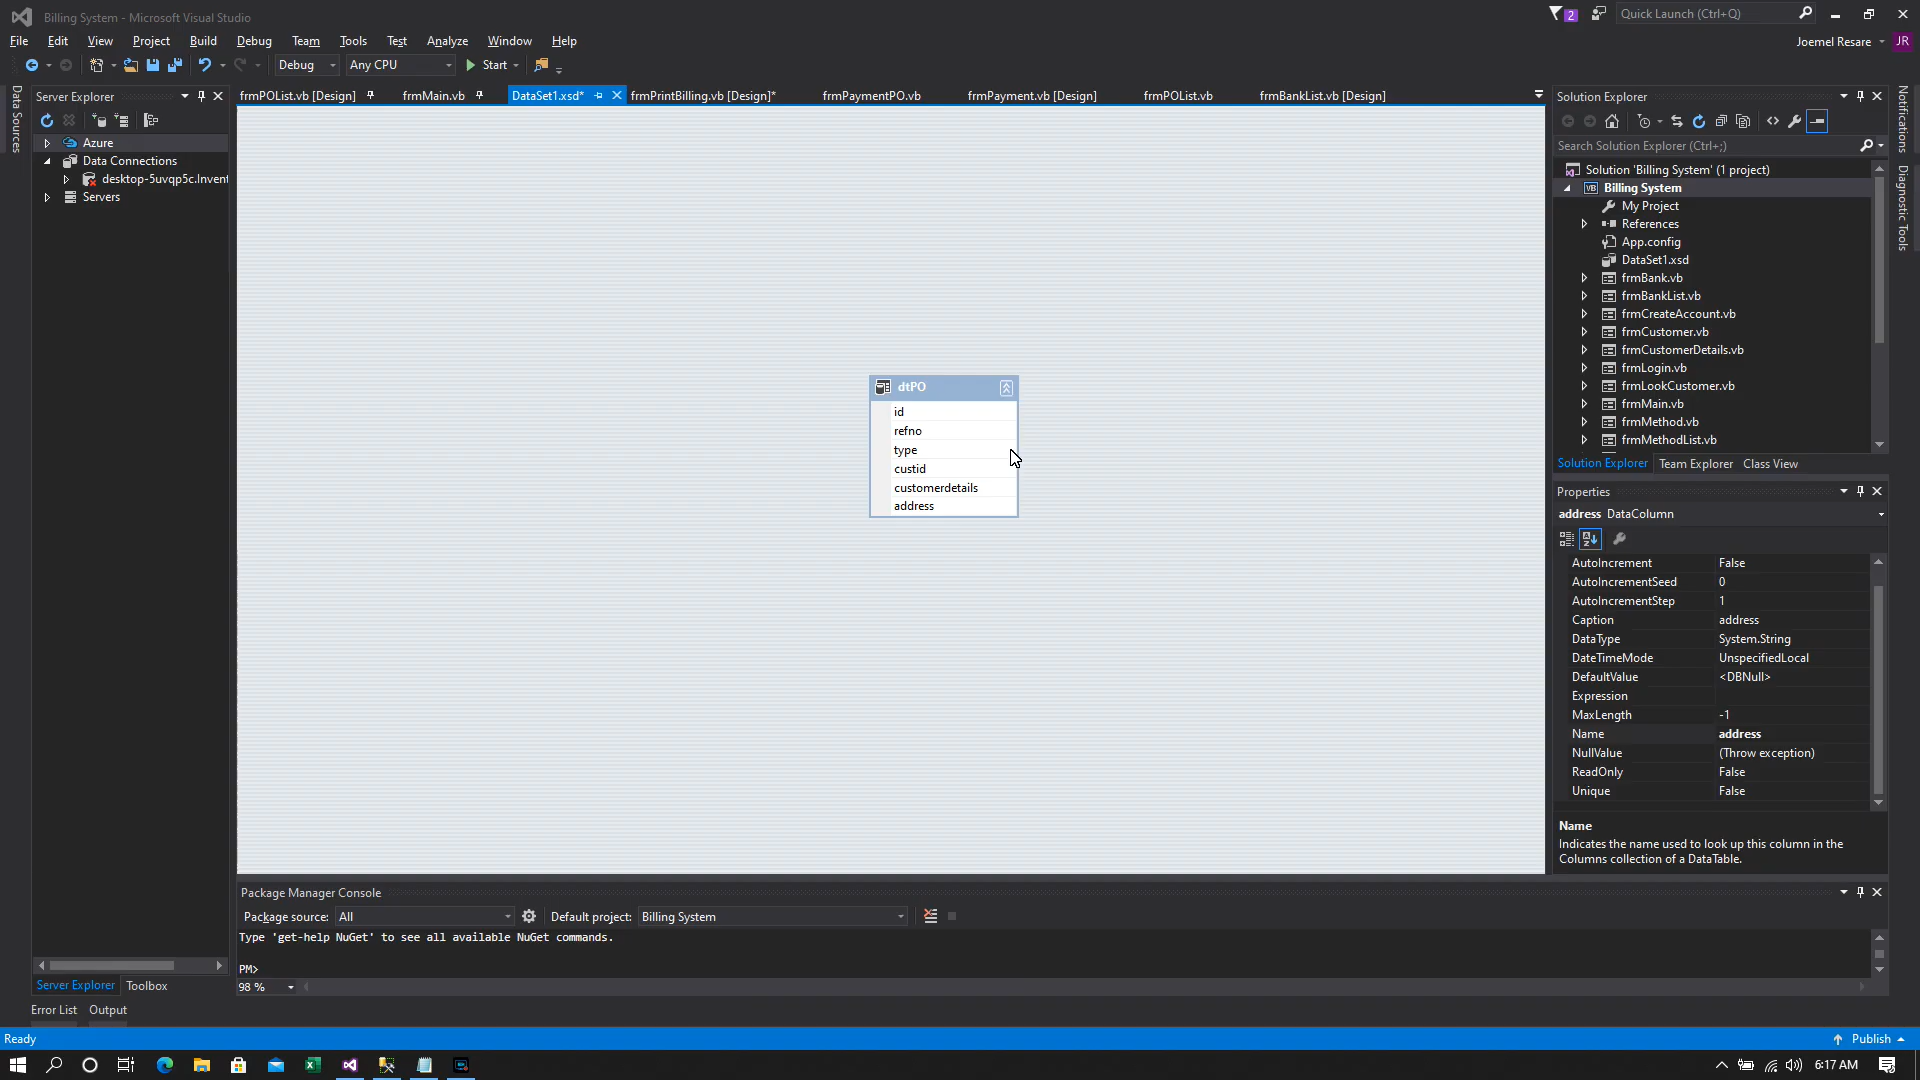 Billing System - Microsoft Visual Studio
2
Quick Launch (Ctrl+Q)
File Edit View Project Build Debug Team Tools Test Analyze Window Help
Joemel Resare
JR
Debug
Any CPU
Start
Data Sources
Server Explorer
Azure
Data Connections
desktop-5uvqp5c.Invent
Servers
frmPOList.vb [Design]
frmMain.vb
DataSet1.xsd*
frmPrintBilling.vb [Design]*
frmPaymentPO.vb
frmPayment.vb [Design]
frmPOList.vb
frmBankList.vb [Design]
dtPO
id
refno
type
custid
customerdetails
address
Solution Explorer
Search Solution Explorer (Ctrl+;)
Solution 'Billing System' (1 project)
VB Billing System
My Project
References
App.config
DataSet1.xsd
frmBank.vb
frmBankList.vb
frmCreateAccount.vb
frmCustomer.vb
frmCustomerDetails.vb
frmLogin.vb
frmLookCustomer.vb
frmMain.vb
frmMethod.vb
frmMethodList.vb
Solution Explorer Team Explorer Class View
Notifications
Diagnostic Tools
Properties
address DataColumn
AutoIncrement False
AutoIncrementSeed 0
AutoIncrementStep 1
Caption address
DataType System.String
DateTimeMode UnspecifiedLocal
DefaultValue <DBNull>
Expression
MaxLength -1
Name address
NullValue (Throw exception)
ReadOnly False
Unique False
Name
Indicates the name used to look up this column in the
Columns collection of a DataTable.
Package Manager Console
Package source: All
Default project: Billing System
Type 'get-help NuGet' to see all available NuGet commands.
PM>
98 %
Server Explorer Toolbox
Error List Output
Ready
Publish
6:17 AM